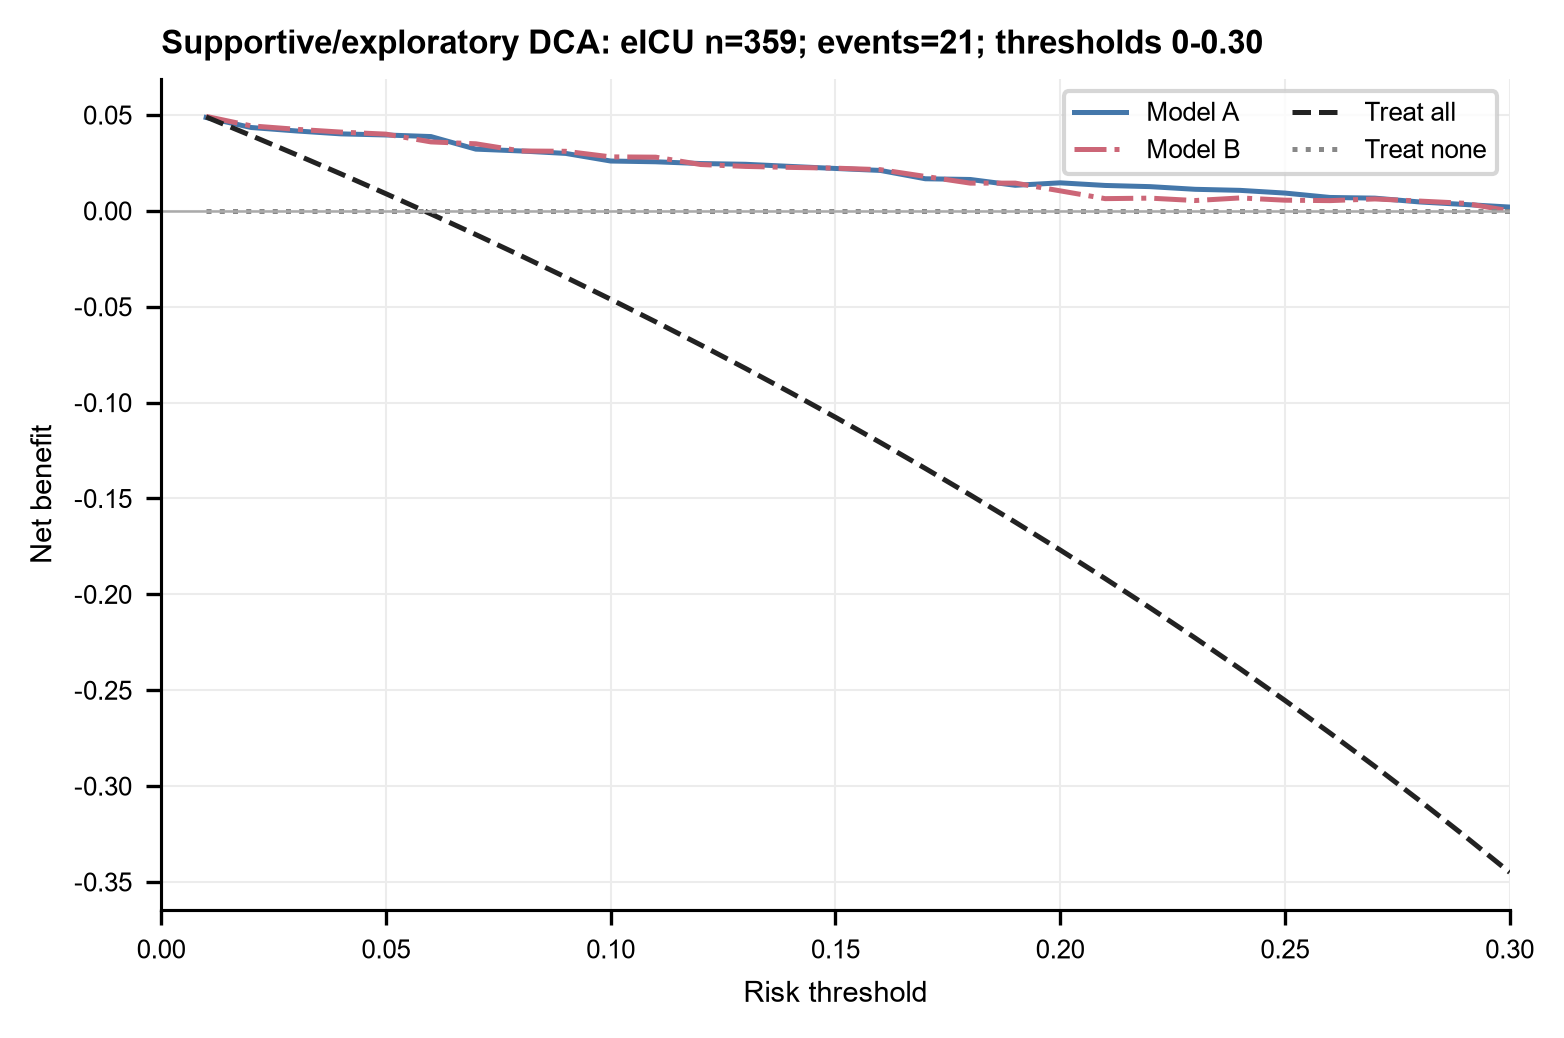 Supportive/exploratory DCA: eICU n=359; events=21; thresholds 0-0.30
Model A
Model B
Treat all
Treat none
0.05
0.00
-0.05
-0.10
-0.15
-0.20
-0.25
-0.30
-0.35
Net benefit
0.00 0.05 0.10 0.15 0.20 0.25 0.30
Risk threshold